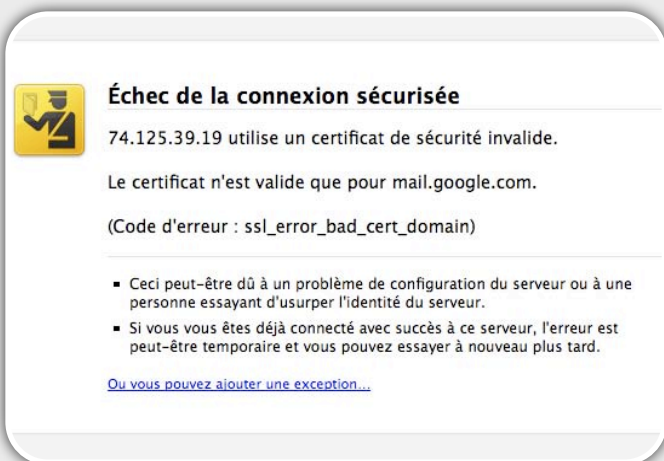 Échec de la connexion sécurisée
74.125.39.19 utilise un certificat de sécurité invalide.
Le certificat n'est valide que pour mail.google.com.
(Code d'erreur : ssl_error_bad_cert_domain)
▪ Ceci peut-être dû à un problème de configuration du serveur ou à une
personne essayant d'usurper l'identité du serveur.
▪ Si vous vous êtes déjà connecté avec succès à ce serveur, l'erreur est
peut-être temporaire et vous pouvez essayer à nouveau plus tard.
Ou vous pouvez ajouter une exception...